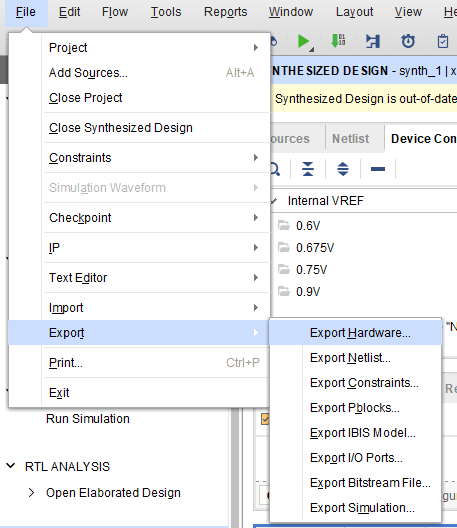 File Edit Flow Tools Reports Window Layout View
Project
Add Sources... Alt+A
Close Project
Close Synthesized Design
Constraints
Simulation Waveform
Checkpoint
IP
Text Editor
Import
Export
Print... Ctrl+P
Exit
NTHESIZED DESIGN - synth_1 | x
Synthesized Design is out-of-date
ources Netlist Device Con
Internal VREF
0.6V
0.675V
0.75V
0.9V
Export Hardware...
Export Netlist...
Export Constraints...
Export Pblocks...
Export IBIS Model...
Export I/O Ports...
Export Bitstream File...
Export Simulation...
Run Simulation
RTL ANALYSIS
Open Elaborated Design